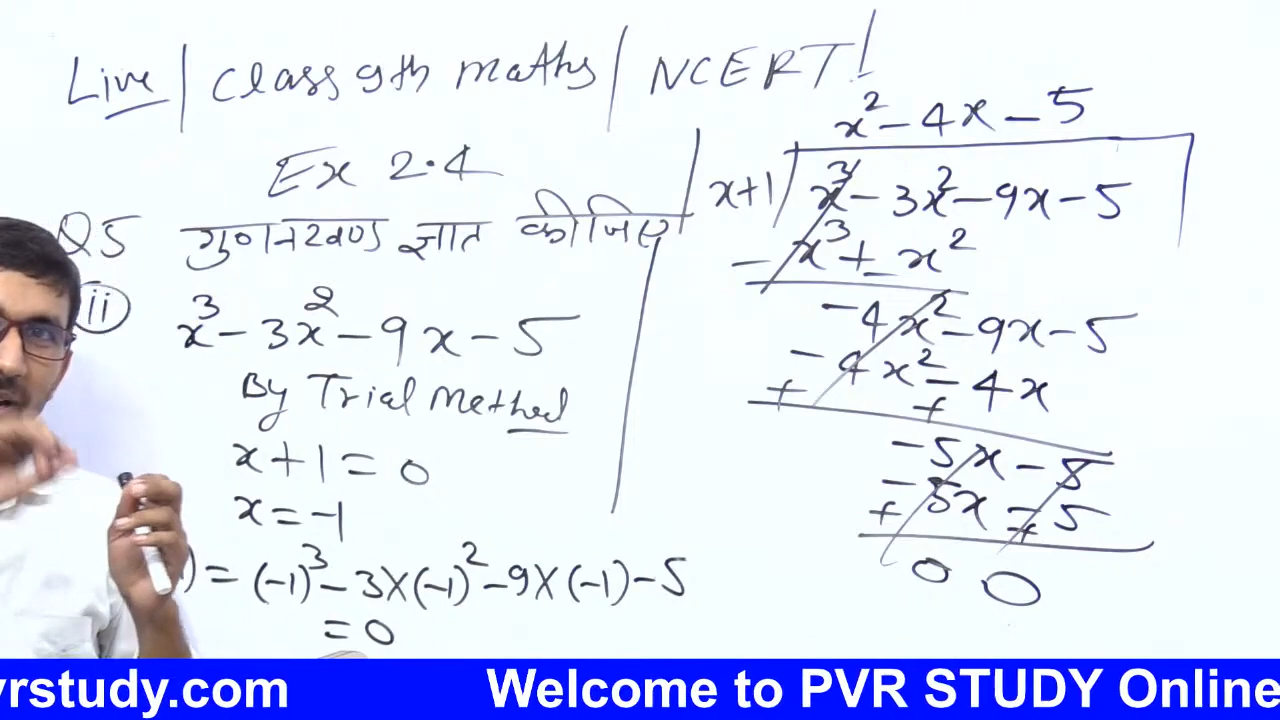 Live / Class 9th maths / NCERT!
Ex 2.4
Q5 गुणनखण्ड ज्ञात कीजिए
(ii) x³ - 3x² - 9x - 5
By Trial Method
x + 1 = 0
x = -1
) = (-1)³ - 3×(-1)² - 9×(-1) - 5
= 0
x² - 4x - 5
x+1 ) x³ - 3x² - 9x - 5
x³ + x²
- -
-4x² - 9x - 5
-4x² - 4x
+ +
-5x - 5
-5x - 5
+ +
0 0
vrstudy.com Welcome to PVR STUDY Online